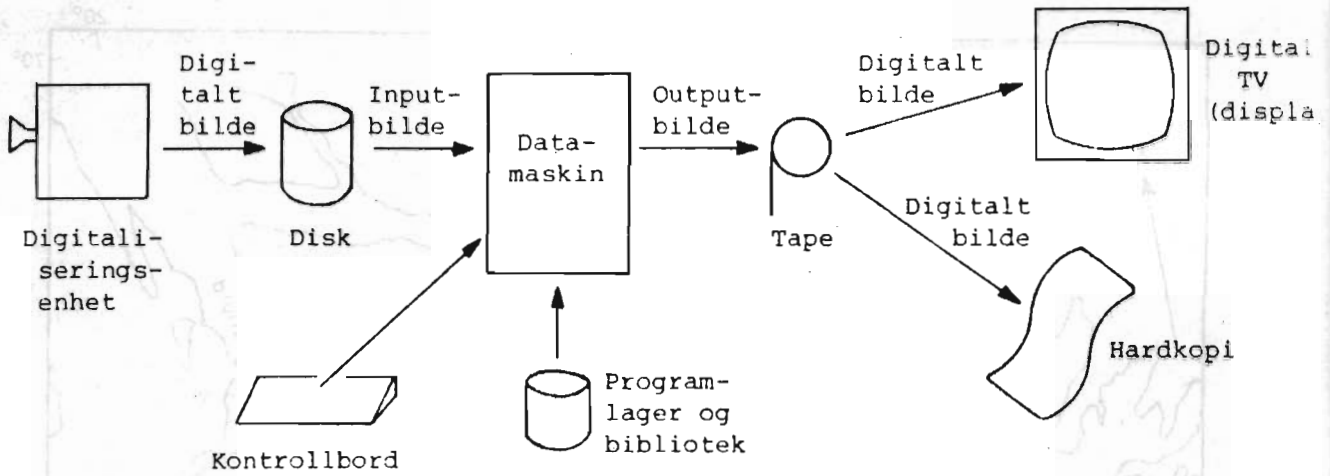 Digi-
talt
bilde
Digitali-
serings-
enhet
Input-
bilde
Disk
Data-
maskin
Kontrollbord
Program-
lager og
bibliotek
Output-
bilde
Tape
Digitalt
bilde
Digital
TV
(displa
Digitalt
bilde
Hardkopi